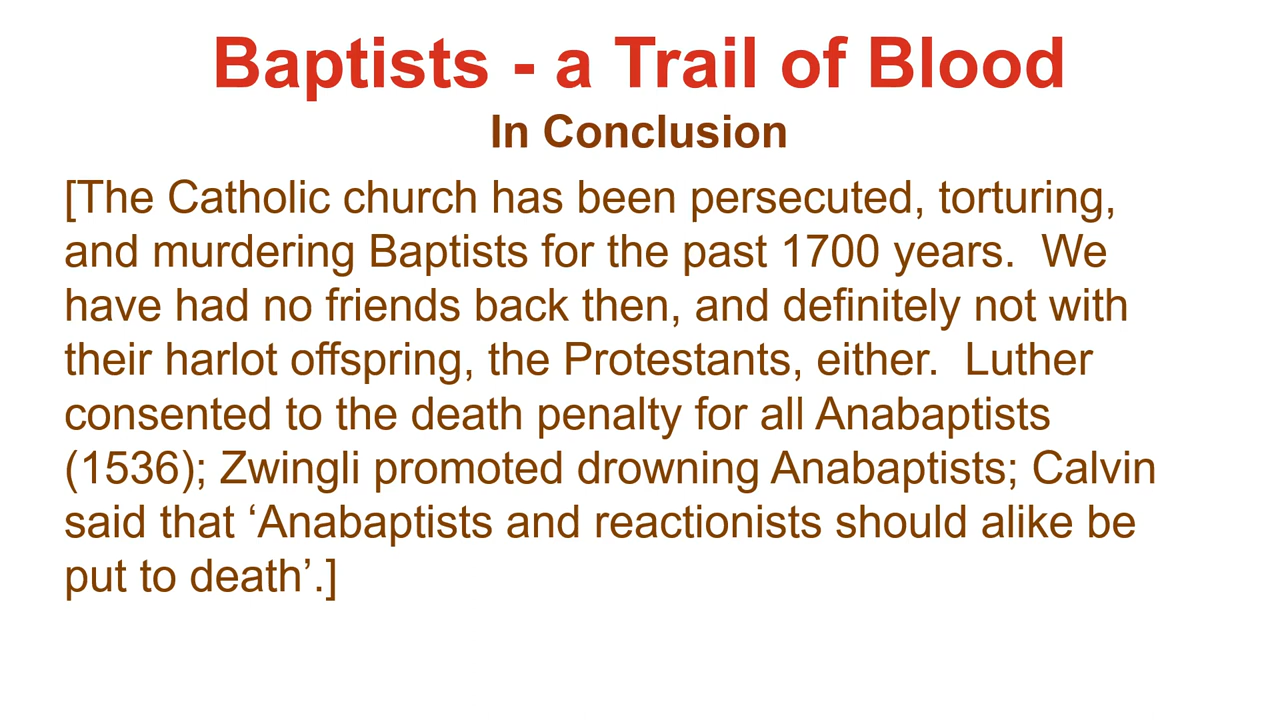 Baptists - a Trail of Blood
In Conclusion
[The Catholic church has been persecuted, torturing,
and murdering Baptists for the past 1700 years.  We
have had no friends back then, and definitely not with
their harlot offspring, the Protestants, either.  Luther
consented to the death penalty for all Anabaptists
(1536); Zwingli promoted drowning Anabaptists; Calvin
said that ‘Anabaptists and reactionists should alike be
put to death’.]